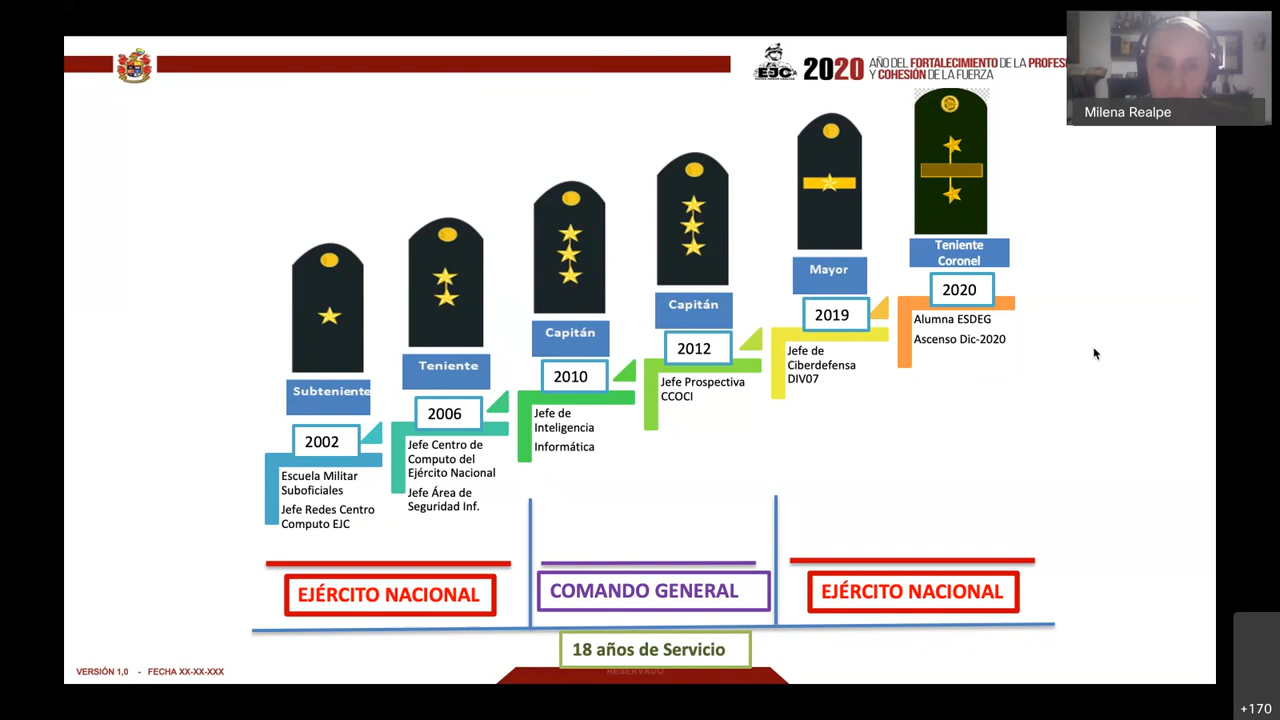 EJC
2020
AÑO DEL FORTALECIMIENTO DE LA PROFES
Y COHESIÓN DE LA FUERZA
Milena Realpe
Teniente
Coronel
2020
Alumna ESDEG
Ascenso Dic-2020
Mayor
2019
Jefe de
Ciberdefensa
DIV07
Capitán
2012
Jefe Prospectiva
CCOCI
Capitán
2010
Jefe de
Inteligencia
Informática
Teniente
2006
Jefe Centro de
Computo del
Ejército Nacional
Jefe Área de
Seguridad Inf.
Subteniente
2002
Escuela Militar
Suboficiales
Jefe Redes Centro
Computo EJC
EJÉRCITO NACIONAL
COMANDO GENERAL
EJÉRCITO NACIONAL
18 años de Servicio
RESERVADO
VERSIÓN 1,0 - FECHA XX-XX-XXX
+170